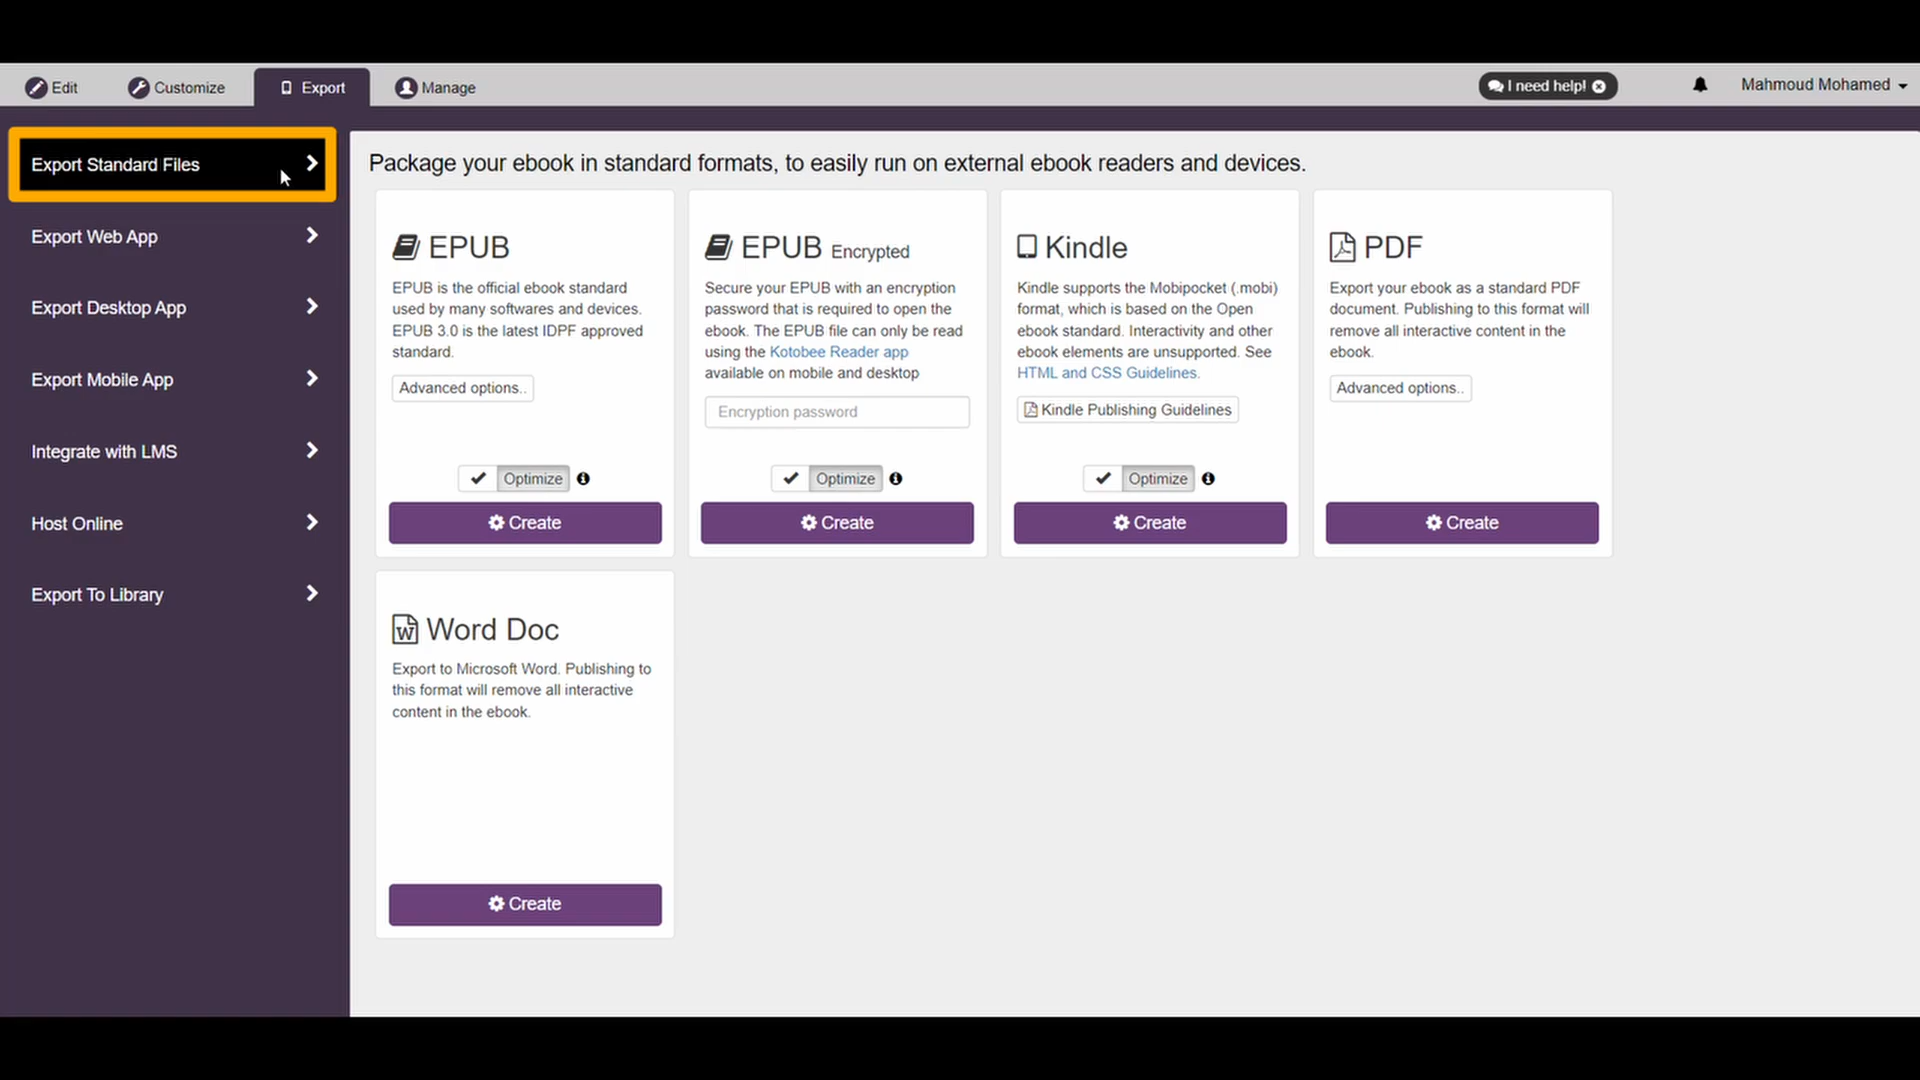 Edit
Customize
Export
Manage
I need help!
Mahmoud Mohamed
Export Standard Files
Export Web App
Export Desktop App
Export Mobile App
Integrate with LMS
Host Online
Export To Library
Package your ebook in standard formats, to easily run on external ebook readers and devices.
EPUB
EPUB is the official ebook standard
used by many softwares and devices.
EPUB 3.0 is the latest IDPF approved
standard.
Advanced options..
Optimize
Create
EPUB Encrypted
Secure your EPUB with an encryption
password that is required to open the
ebook. The EPUB file can only be read
using the Kotobee Reader app
available on mobile and desktop
Encryption password
Optimize
Create
Kindle
Kindle supports the Mobipocket (.mobi)
format, which is based on the Open
ebook standard. Interactivity and other
ebook elements are unsupported. See
HTML and CSS Guidelines.
Kindle Publishing Guidelines
Optimize
Create
PDF
Export your ebook as a standard PDF
document. Publishing to this format will
remove all interactive content in the
ebook.
Advanced options..
Create
Word Doc
Export to Microsoft Word. Publishing to
this format will remove all interactive
content in the ebook.
Create